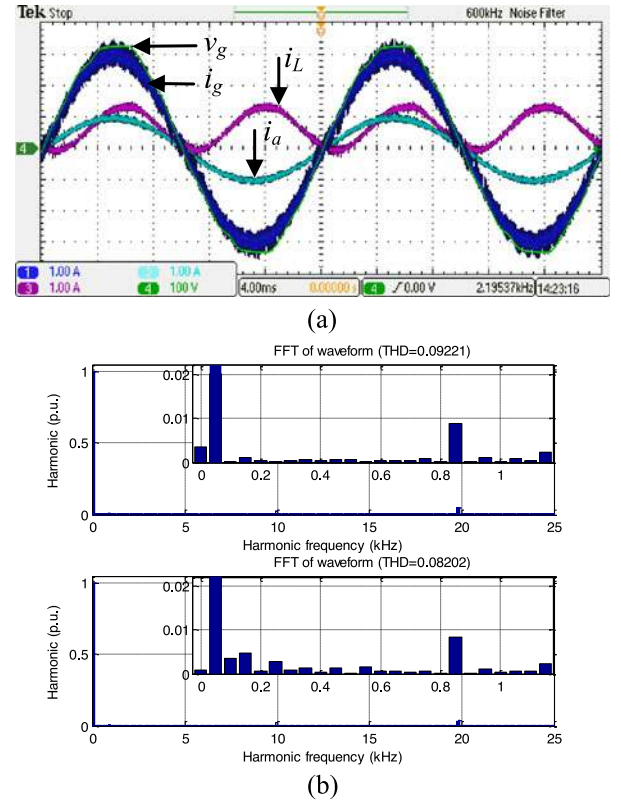 Tek Stop 600kHz Noise Filter
v_g
i_g
i_L
i_a
4
1 1.00 A 1.00 A
3 1.00 A 4 100 V
4.00ms 0.00000 s 4 0.00 V 2.19537kHz 14:23:16
(a)
FFT of waveform (THD=0.09221)
Harmonic (p.u.)
1
0.5
0
0.02
0.01
0
0 0.2 0.4 0.6 0.8 1
0 5 10 15 20 25
Harmonic frequency (kHz)
FFT of waveform (THD=0.08202)
Harmonic (p.u.)
1
0.5
0
0.02
0.01
0
0 0.2 0.4 0.6 0.8 1
0 5 10 15 20 25
Harmonic frequency (kHz)
(b)